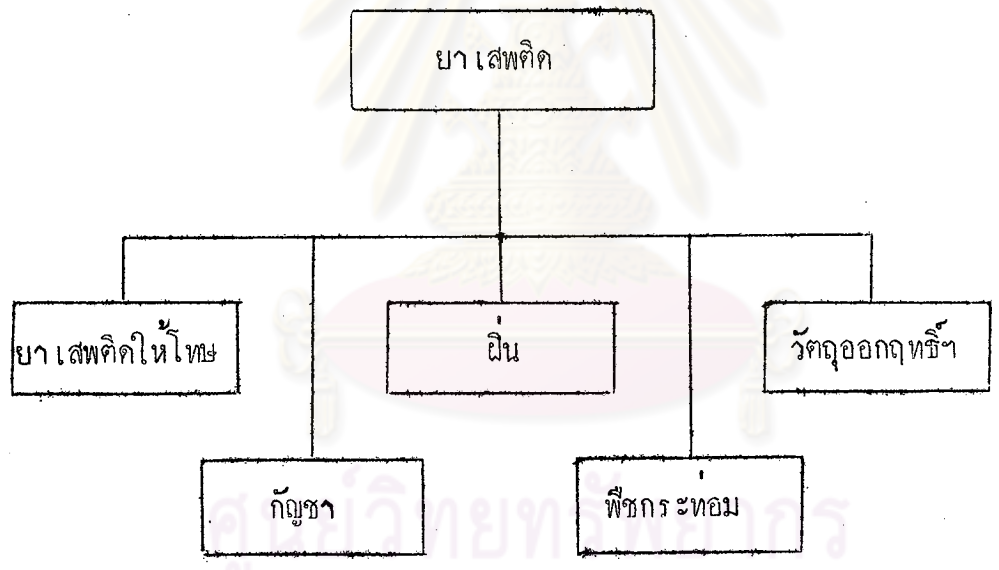 ยาเสพติด
ยาเสพติดให้โทษ
ฝิ่น
วัตถุออกฤทธิ์ฯ
กัญชา
พืชกระท่อม
ศูนย์วิทยทรัพยากร